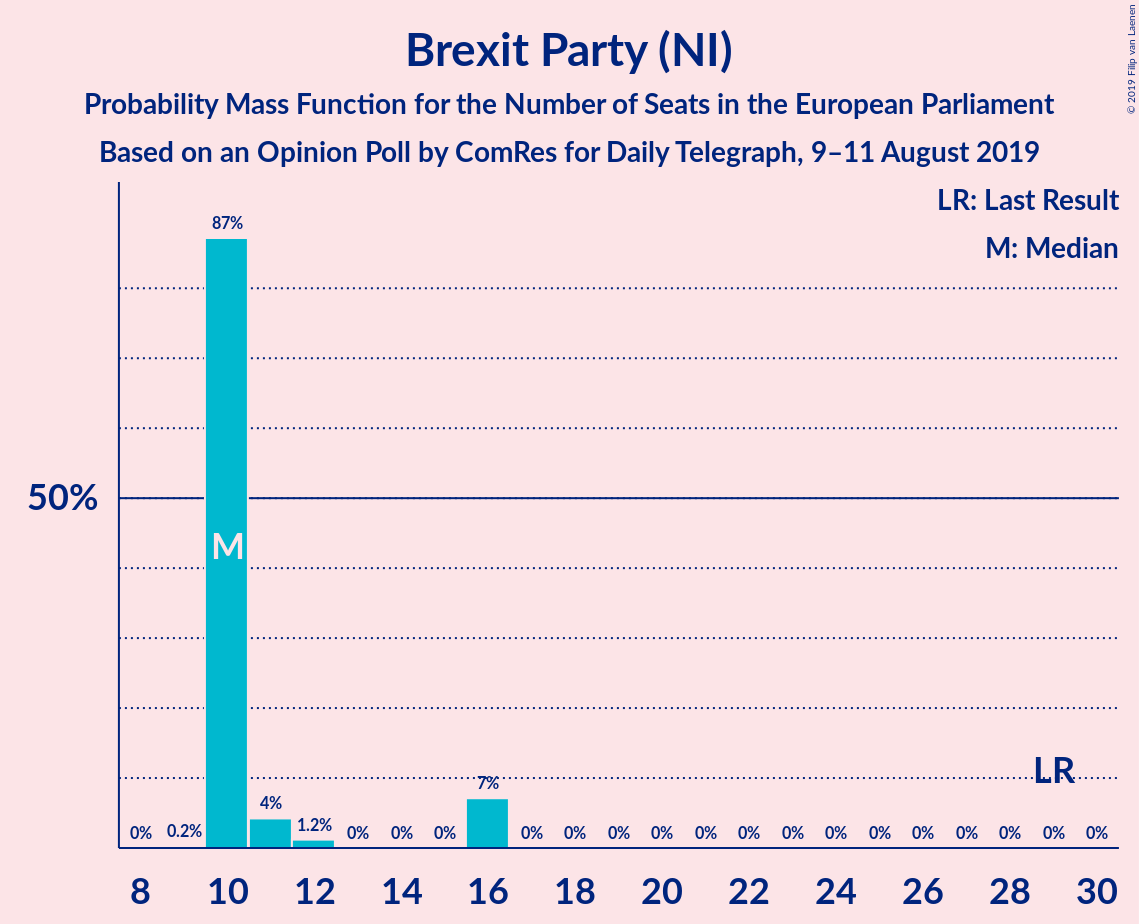 Brexit Party (NI)
Probability Mass Function for the Number of Seats in the European Parliament
Based on an Opinion Poll by ComRes for Daily Telegraph, 9–11 August 2019
© 2019 Filip van Laenen
LR: Last Result
M: Median
87%
50%
M
LR
7%
4%
1.2%
0% 0.2% 0% 0% 0% 0% 0% 0% 0% 0% 0% 0% 0% 0% 0% 0% 0% 0% 0%
8 10 12 14 16 18 20 22 24 26 28 30